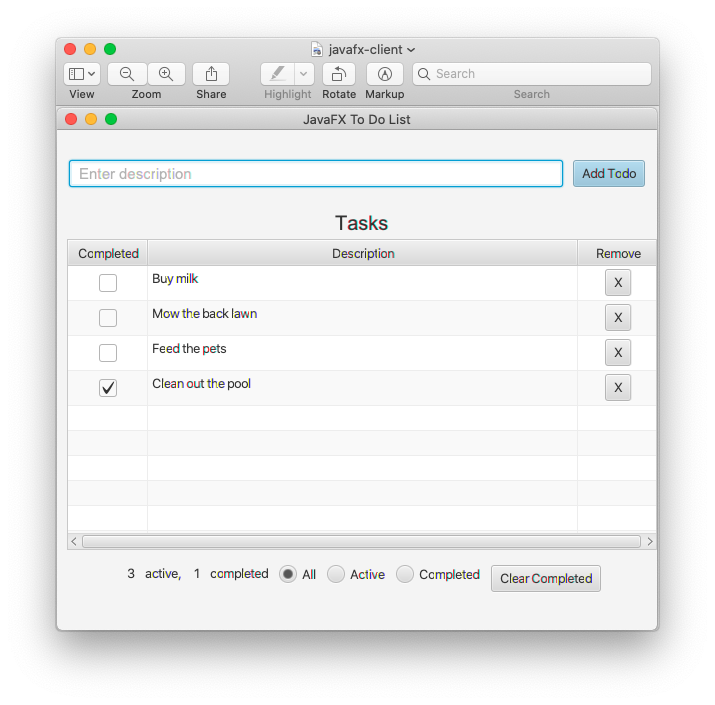 javafx-client
Search
View Zoom Share Highlight Rotate Markup Search
JavaFX To Do List
Enter description Add Todo
Tasks
Completed Description Remove
Buy milk X
Mow the back lawn X
Feed the pets X
Clean out the pool X
3 active, 1 completed All Active Completed Clear Completed